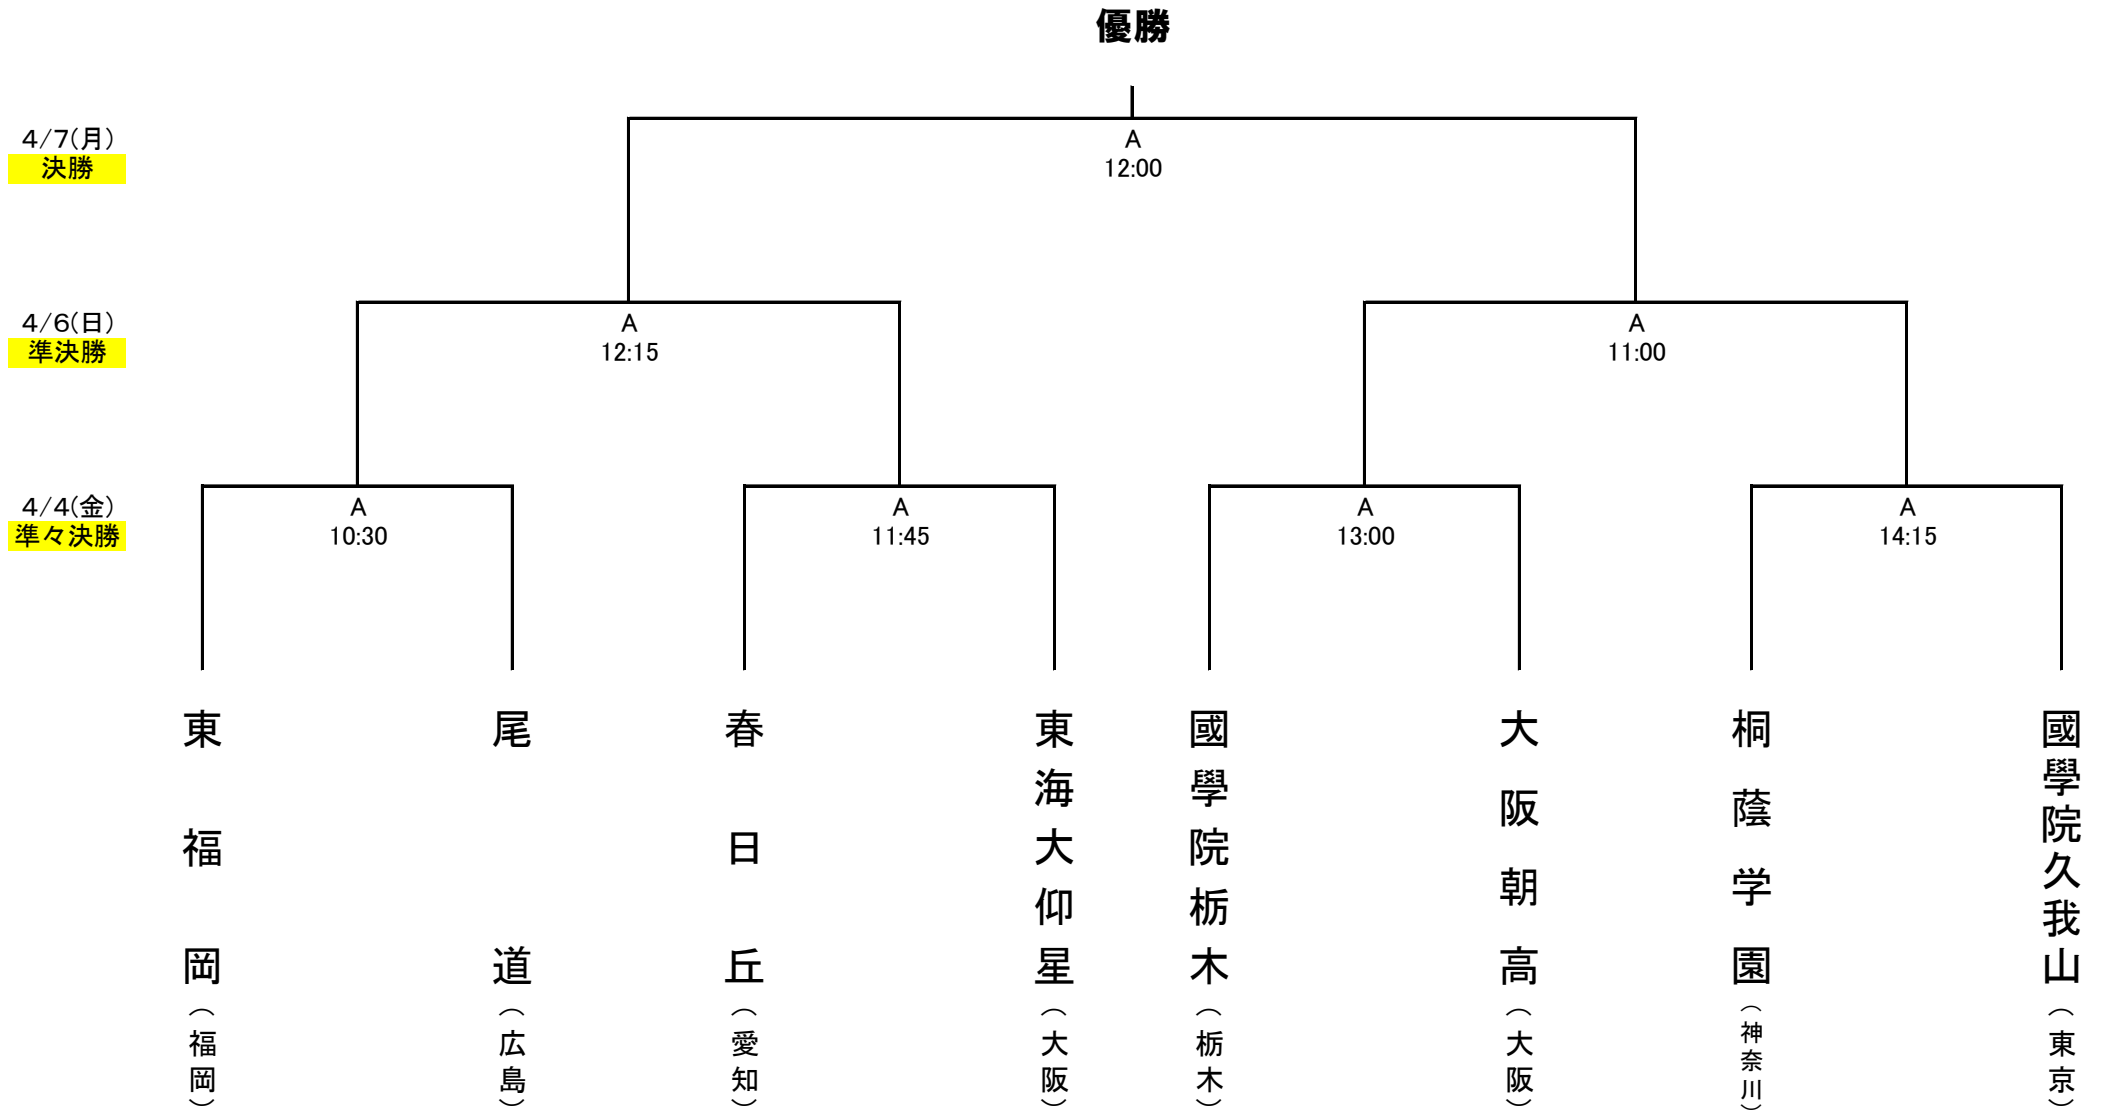 優勝
4/7(月)
決勝
A
12:00
4/6(日)
準決勝
A
12:15
A
11:00
4/4(金)
準々決勝
A
10:30
A
11:45
A
13:00
A
14:15
東福岡（福岡）
尾道（広島）
春日丘（愛知）
東海大仰星（大阪）
國學院栃木（栃木）
大阪朝高（大阪）
桐蔭学園（神奈川）
國學院久我山（東京）